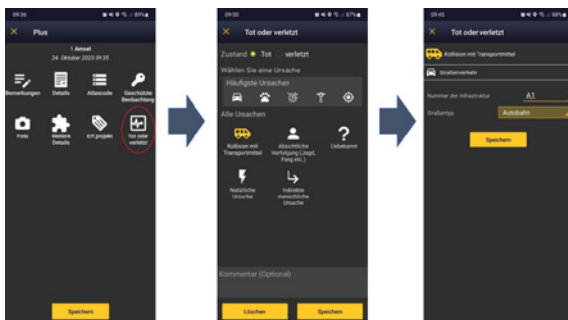 09:36
89%
Plus
1 Amsel
24. Oktober 2023 09:35
Bemerkungen
Details
Atlascode
Geschützte
Beobachtung
Foto
Weitere
Details
Erf.projekt
Tot oder
verletzt
Speichern
09:50
87%
Tot oder verletzt
Zustand Tot verletzt
Wählen Sie eine Ursache
Häufigste Ursachen
Alle Ursachen
Kollision mit
Transportmittel
Absichtliche
Verfolgung (Jagd,
Fang etc.)
Unbekannt
Natürliche
Ursache
Indirekte
menschliche
Ursache
Kommentar (Optional)
Löschen
Speichern
09:45
88%
Tot oder verletzt
Kollision mit Transportmittel
Straßenverkehr
Nummer der Infrastruktur A1
Straßentyp Autobahn
Speichern